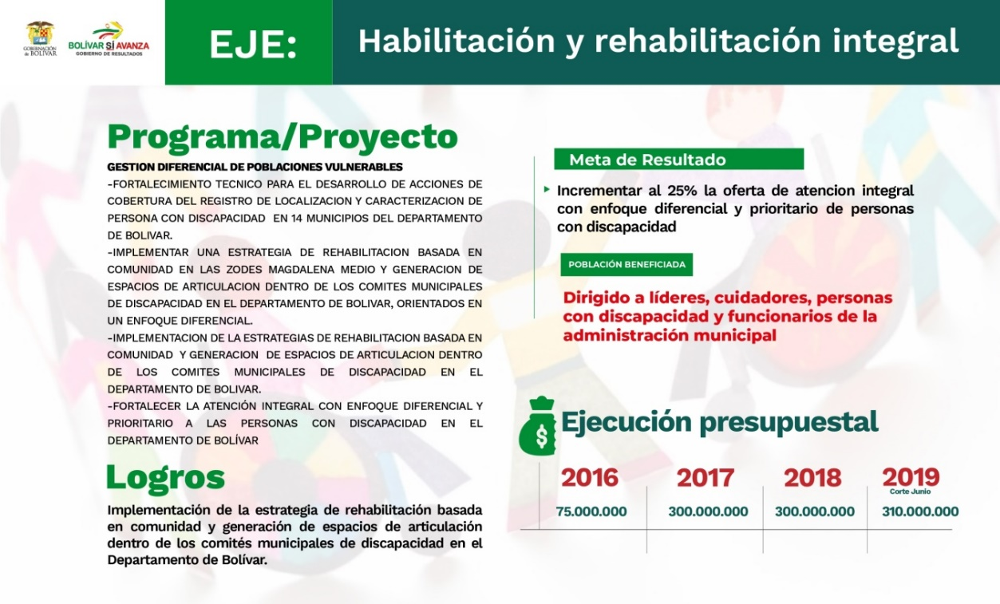 GOBERNACIÓN
de BOLÍVAR
BOLÍVAR SÍ AVANZA
GOBIERNO DE RESULTADOS
EJE:
Habilitación y rehabilitación integral
Programa/Proyecto
GESTION DIFERENCIAL DE POBLACIONES VULNERABLES
-FORTALECIMIENTO TECNICO PARA EL DESARROLLO DE ACCIONES DE
COBERTURA DEL REGISTRO DE LOCALIZACION Y CARACTERIZACION DE
PERSONA CON DISCAPACIDAD EN 14 MUNICIPIOS DEL DEPARTAMENTO
DE BOLIVAR.
-IMPLEMENTAR UNA ESTRATEGIA DE REHABILITACION BASADA EN
COMUNIDAD EN LAS ZODES MAGDALENA MEDIO Y GENERACION DE
ESPACIOS DE ARTICULACION DENTRO DE LOS COMITES MUNICIPALES
DE DISCAPACIDAD EN EL DEPARTAMENTO DE BOLIVAR, ORIENTADOS EN
UN ENFOQUE DIFERENCIAL.
-IMPLEMENTACION DE LA ESTRATEGIAS DE REHABILITACION BASADA EN
COMUNIDAD Y GENERACION DE ESPACIOS DE ARTICULACION DENTRO
DE LOS COMITES MUNICIPALES DE DISCAPACIDAD EN EL
DEPARTAMENTO DE BOLIVAR.
-FORTALECER LA ATENCIÓN INTEGRAL CON ENFOQUE DIFERENCIAL Y
PRIORITARIO A LAS PERSONAS CON DISCAPACIDAD EN EL
DEPARTAMENTO DE BOLÍVAR
Logros
Implementación de la estrategia de rehabilitación basada
en comunidad y generación de espacios de articulación
dentro de los comités municipales de discapacidad en el
Departamento de Bolívar.
Meta de Resultado
Incrementar al 25% la oferta de atencion integral
con enfoque diferencial y prioritario de personas
con discapacidad
POBLACIÓN BENEFICIADA
Dirigido a líderes, cuidadores, personas
con discapacidad y funcionarios de la
administración municipal
$
Ejecución presupuestal
2016 2017 2018 2019
Corte Junio
75.000.000 300.000.000 300.000.000 310.000.000